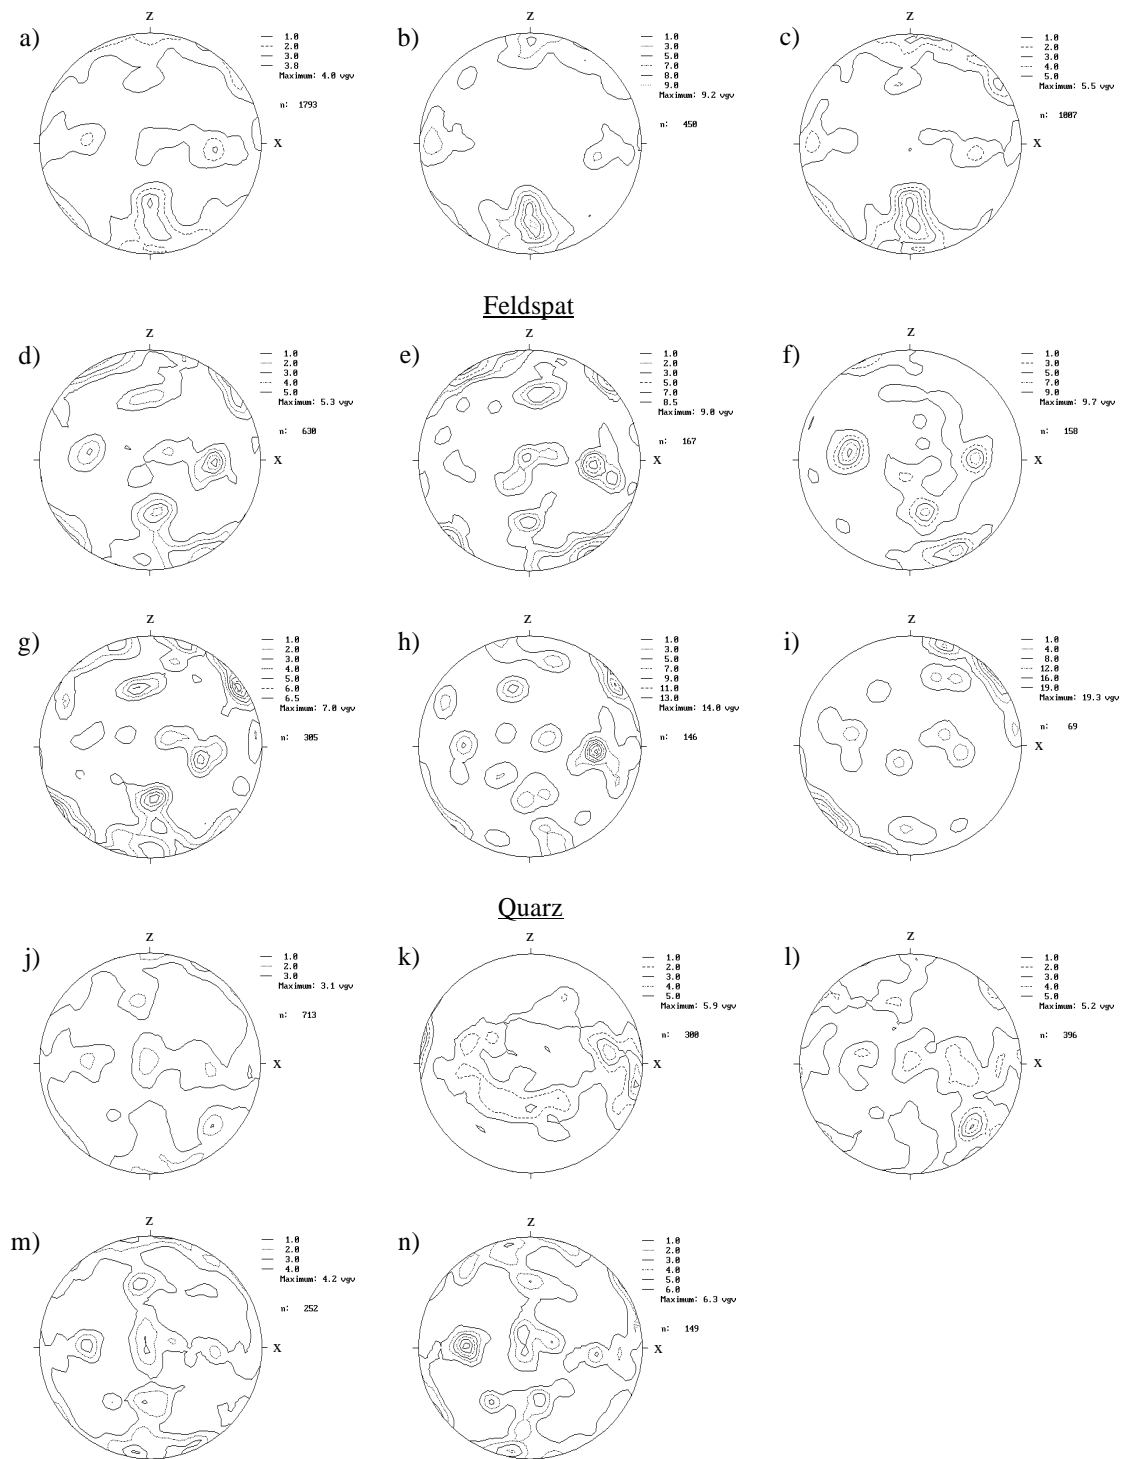 a)
z
x
1.0
2.0
3.0
3.8
Maximum: 4.0 vgv
n: 1793
b)
z
1.0
3.0
5.0
7.0
8.0
9.0
Maximum: 9.2 vgv
n: 450
c)
z
x
1.0
2.0
3.0
4.0
5.0
Maximum: 5.5 vgv
n: 1007
Feldspat
d)
z
x
1.0
2.0
3.0
4.0
5.0
Maximum: 5.3 vgv
n: 630
e)
z
x
1.0
2.0
3.0
5.0
7.0
8.5
Maximum: 9.0 vgv
n: 167
f)
z
x
1.0
3.0
5.0
7.0
9.0
Maximum: 9.7 vgv
n: 158
g)
z
1.0
2.0
3.0
4.0
5.0
6.0
6.5
Maximum: 7.0 vgv
n: 305
h)
z
1.0
3.0
5.0
7.0
9.0
11.0
13.0
Maximum: 14.0 vgv
n: 146
i)
z
x
1.0
4.0
8.0
12.0
16.0
19.0
Maximum: 19.3 vgv
n: 69
Quarz
j)
z
x
1.0
2.0
3.0
Maximum: 3.1 vgv
n: 713
k)
z
x
1.0
2.0
3.0
4.0
5.0
Maximum: 5.9 vgv
n: 300
l)
z
x
1.0
2.0
3.0
4.0
5.0
Maximum: 5.2 vgv
n: 396
m)
z
x
1.0
2.0
3.0
4.0
Maximum: 4.2 vgv
n: 252
n)
z
x
1.0
2.0
3.0
4.0
5.0
6.0
Maximum: 6.3 vgv
n: 149